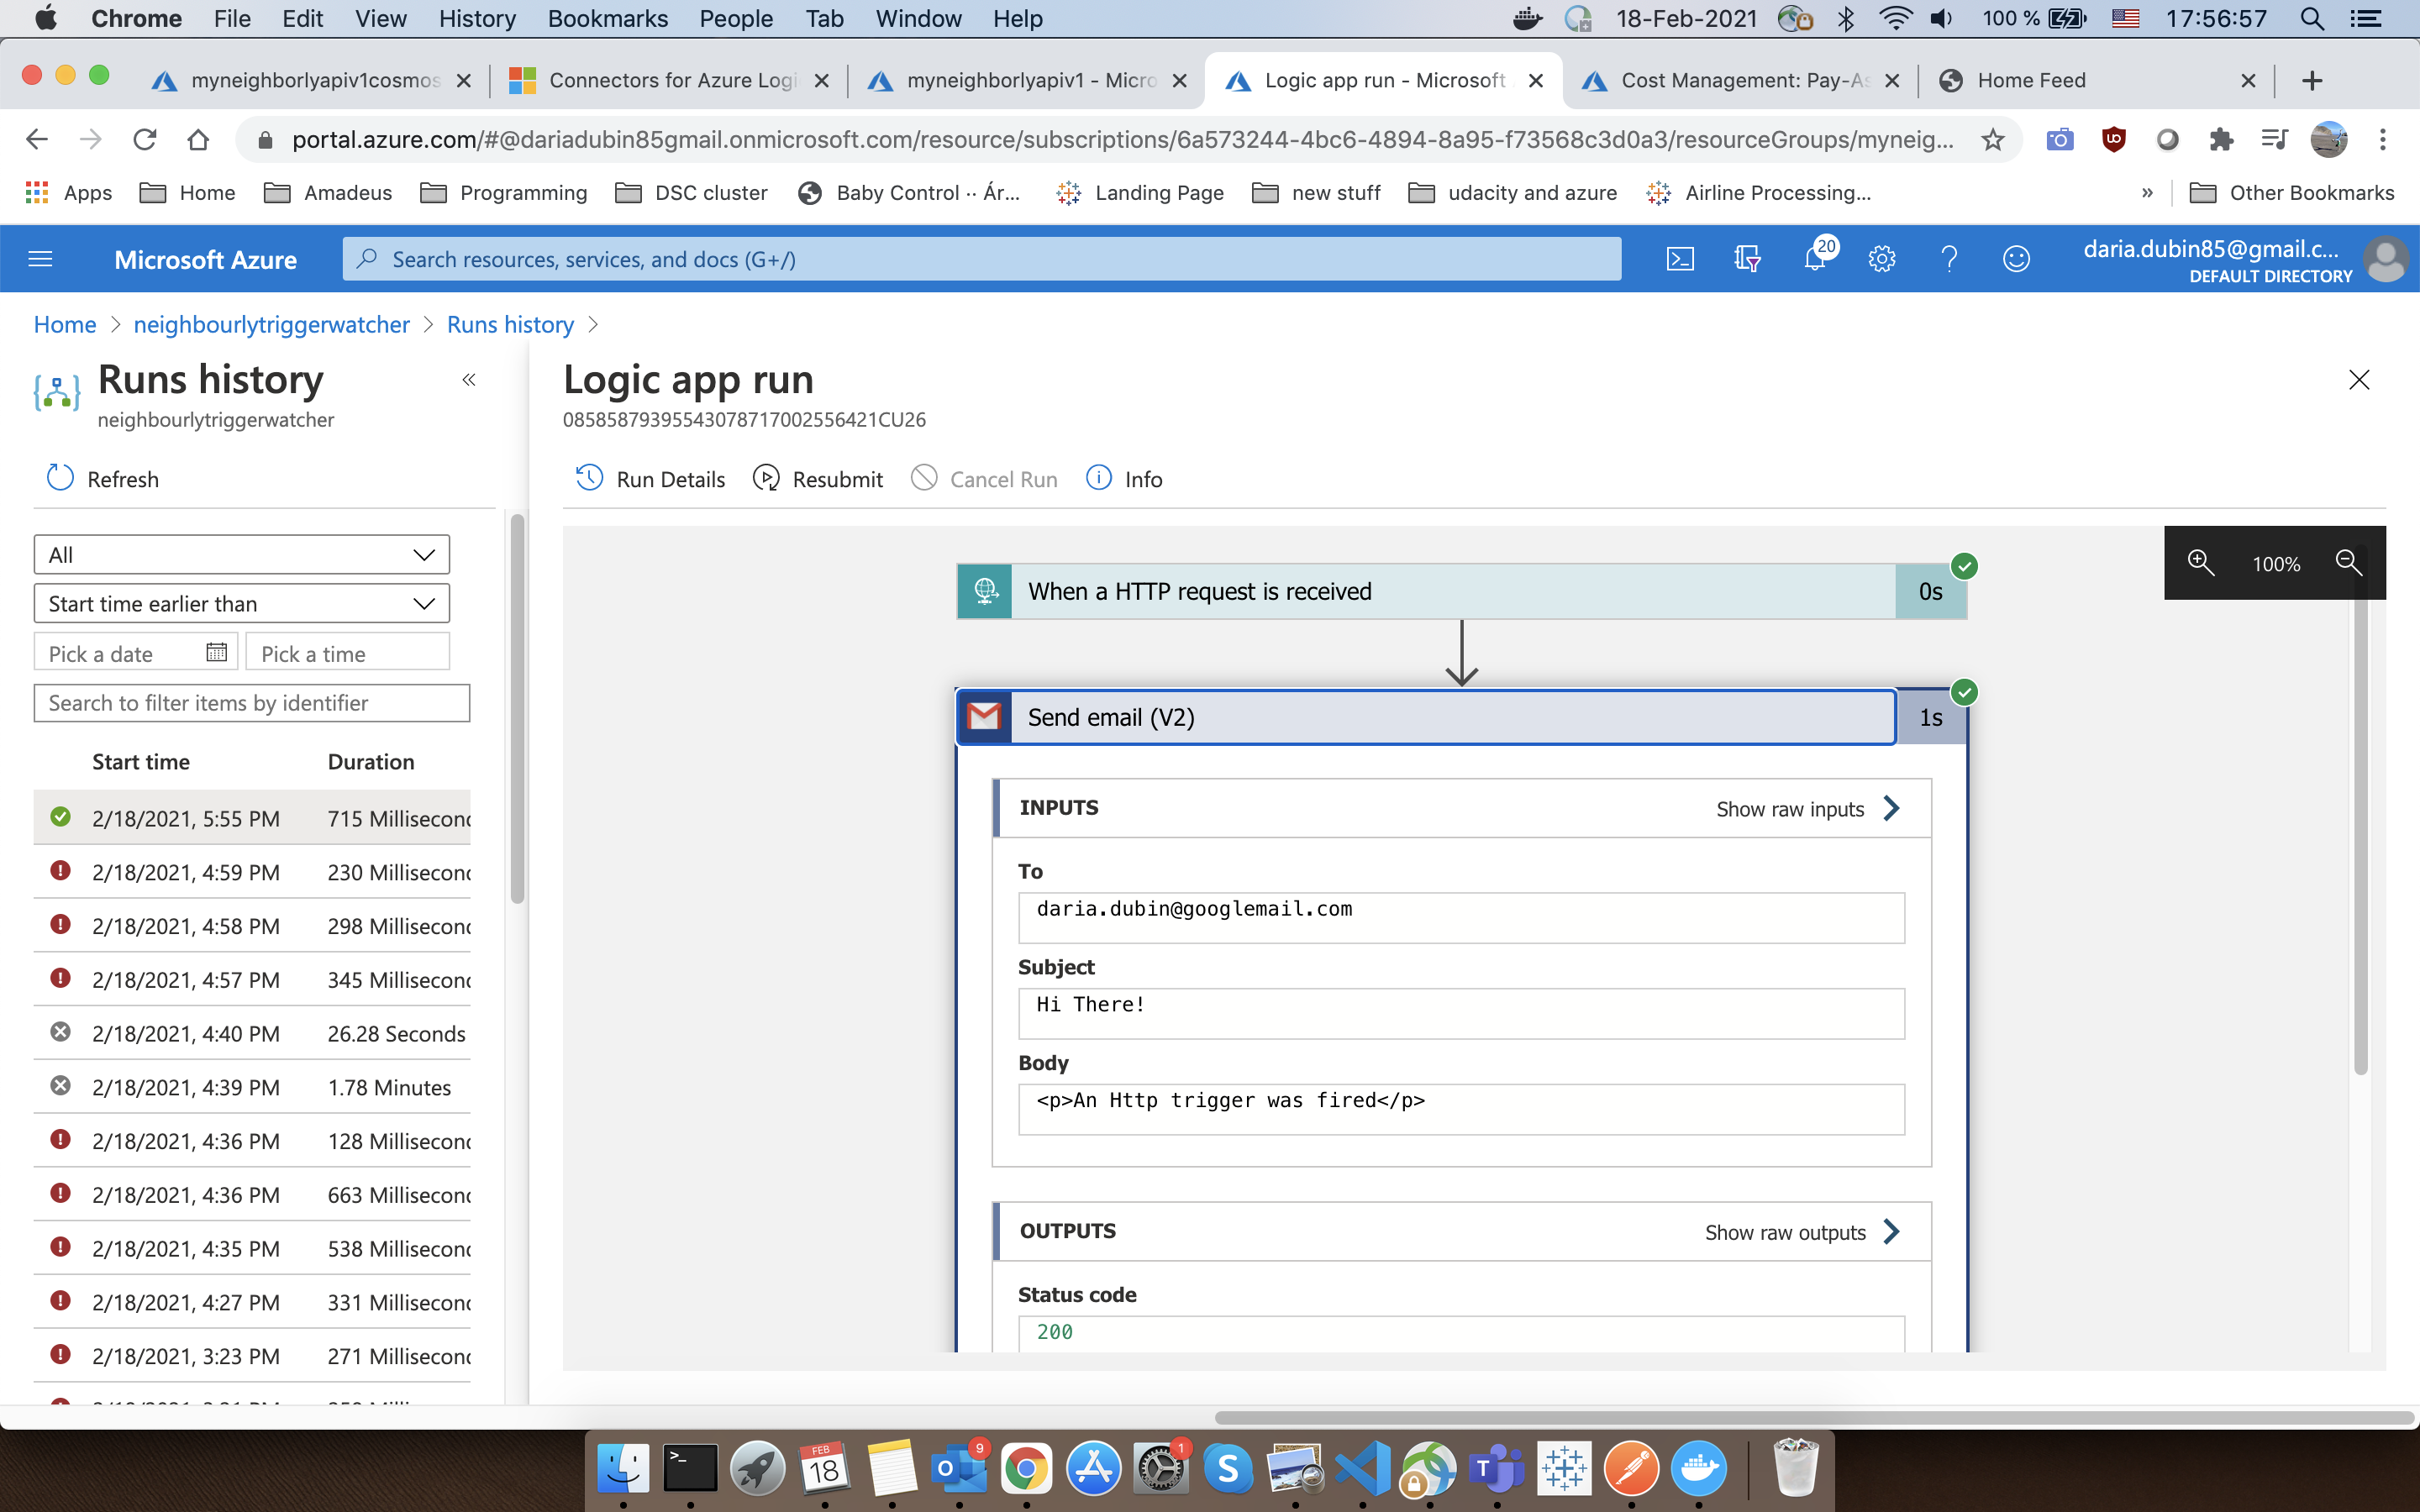 Chrome File Edit View History Bookmarks People Tab Window Help 18-Feb-2021 100 % 17:56:57
myneighborlyapiv1cosmos Connectors for Azure Logi myneighborlyapiv1 - Micro Logic app run - Microsoft Cost Management: Pay-As Home Feed
portal.azure.com/#@dariadubin85gmail.onmicrosoft.com/resource/subscriptions/6a573244-4bc6-4894-8a95-f73568c3d0a3/resourceGroups/myneig...
Apps Home Amadeus Programming DSC cluster Baby Control ·· Ár... Landing Page new stuff udacity and azure Airline Processing... » Other Bookmarks
Microsoft Azure Search resources, services, and docs (G+/) 20 daria.dubin85@gmail.c...
DEFAULT DIRECTORY
Home > neighbourlytriggerwatcher > Runs history >
Runs history
neighbourlytriggerwatcher
Refresh
All
Start time earlier than
Pick a date Pick a time
Search to filter items by identifier
Start time Duration
2/18/2021, 5:55 PM 715 Millisecond
2/18/2021, 4:59 PM 230 Millisecond
2/18/2021, 4:58 PM 298 Millisecond
2/18/2021, 4:57 PM 345 Millisecond
2/18/2021, 4:40 PM 26.28 Seconds
2/18/2021, 4:39 PM 1.78 Minutes
2/18/2021, 4:36 PM 128 Millisecond
2/18/2021, 4:36 PM 663 Millisecond
2/18/2021, 4:35 PM 538 Millisecond
2/18/2021, 4:27 PM 331 Millisecond
2/18/2021, 3:23 PM 271 Millisecond
Logic app run
08585879395543078717002556421CU26
Run Details Resubmit Cancel Run Info
100%
When a HTTP request is received 0s
Send email (V2) 1s
INPUTS Show raw inputs
To
daria.dubin@googlemail.com
Subject
Hi There!
Body
<p>An Http trigger was fired</p>
OUTPUTS Show raw outputs
Status code
200
FEB
18
9
1